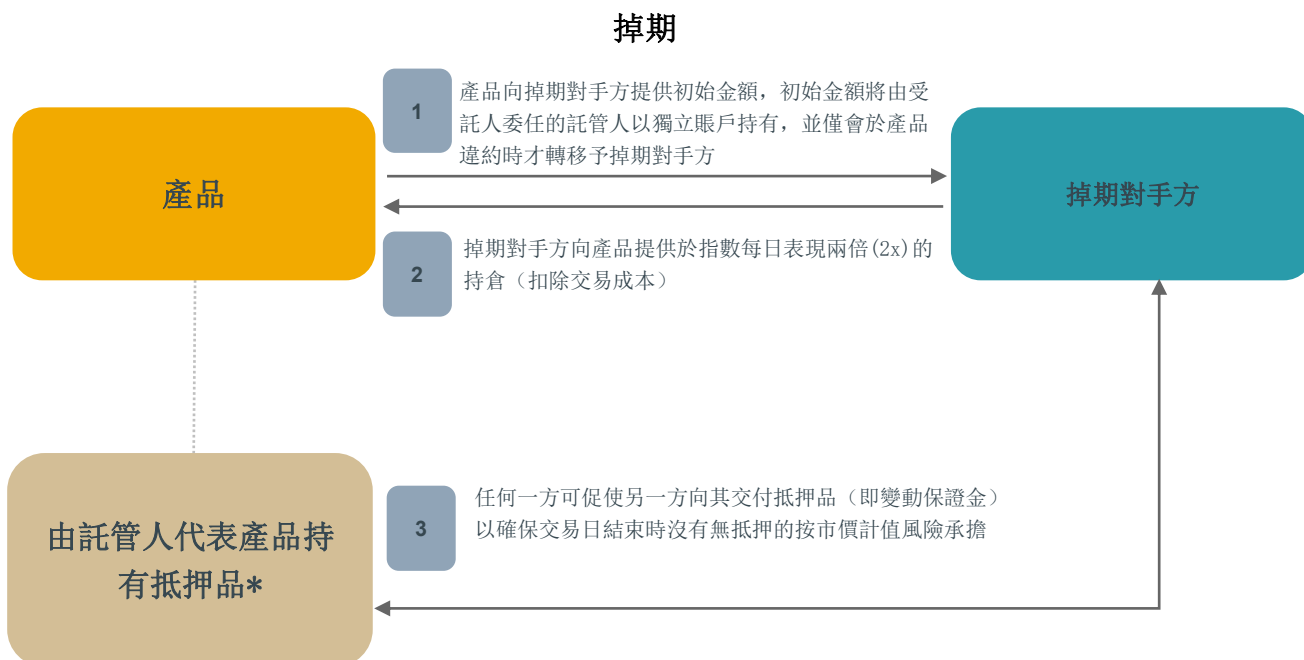 掉期
1
產品向掉期對手方提供初始金額，初始金額將由受
託人委任的託管人以獨立賬戶持有，並僅會於產品
違約時才轉移予掉期對手方
產品
掉期對手方
2
掉期對手方向產品提供於指數每日表現兩倍(2x)的
持倉（扣除交易成本）
3
任何一方可促使另一方向其交付抵押品（即變動保證金）
以確保交易日結束時沒有無抵押的按市價計值風險承擔
由託管人代表產品持
有抵押品*